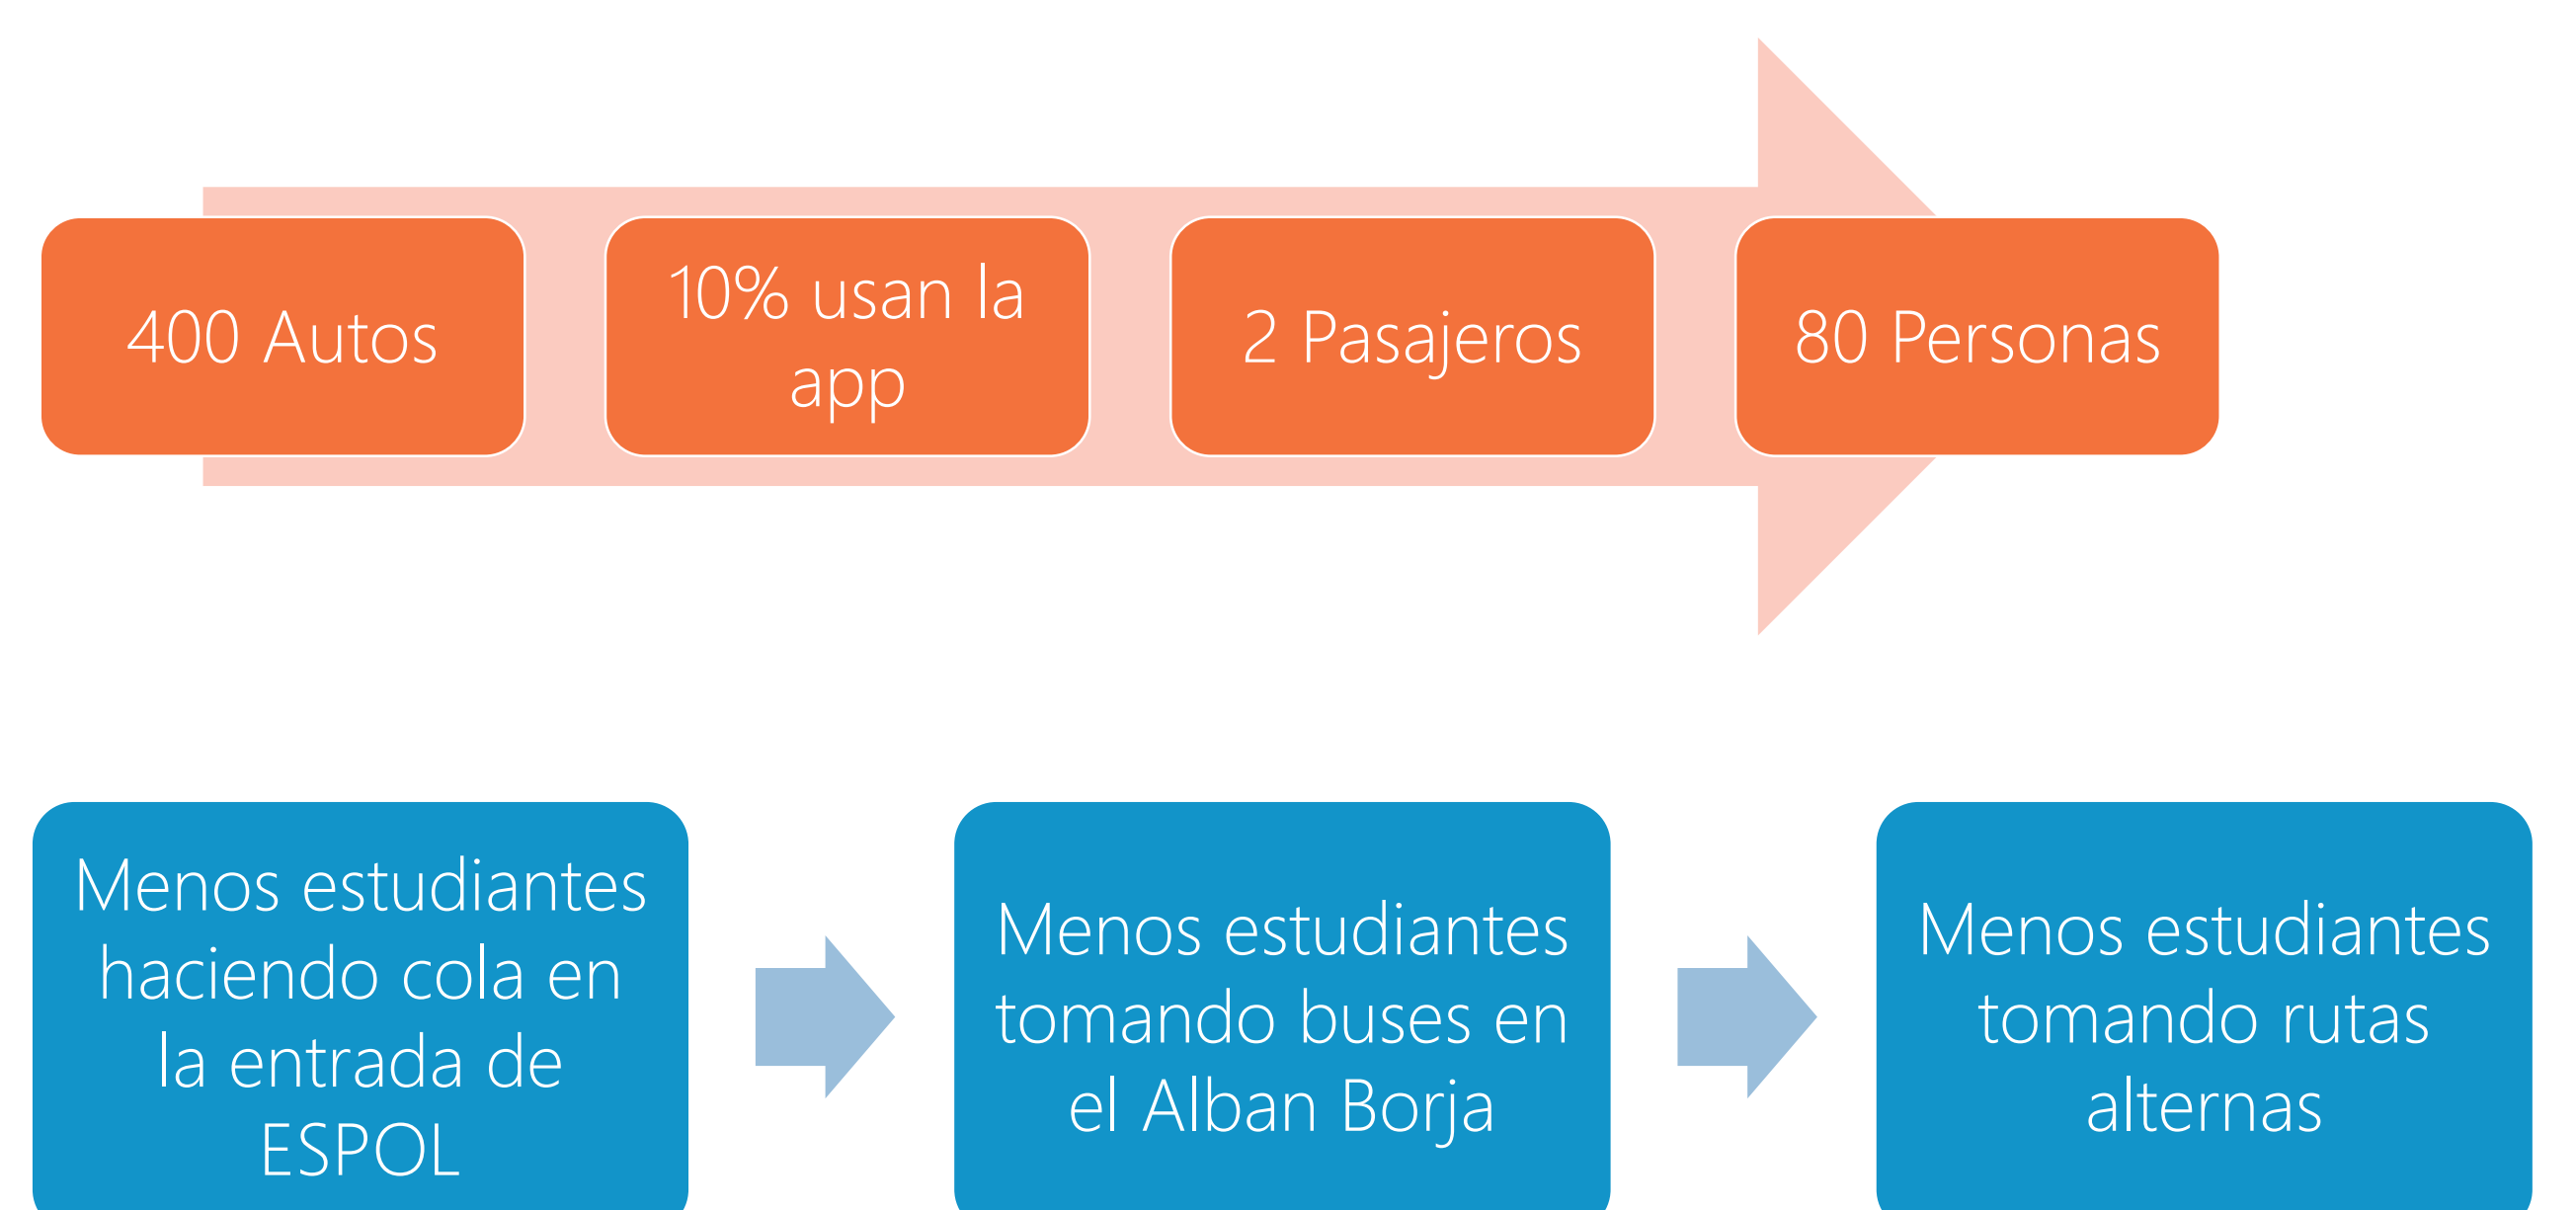 400 Autos
10% usan la
app
2 Pasajeros
80 Personas
Menos estudiantes
haciendo cola en
la entrada de
ESPOL
Menos estudiantes
tomando buses en
el Alban Borja
Menos estudiantes
tomando rutas
alternas